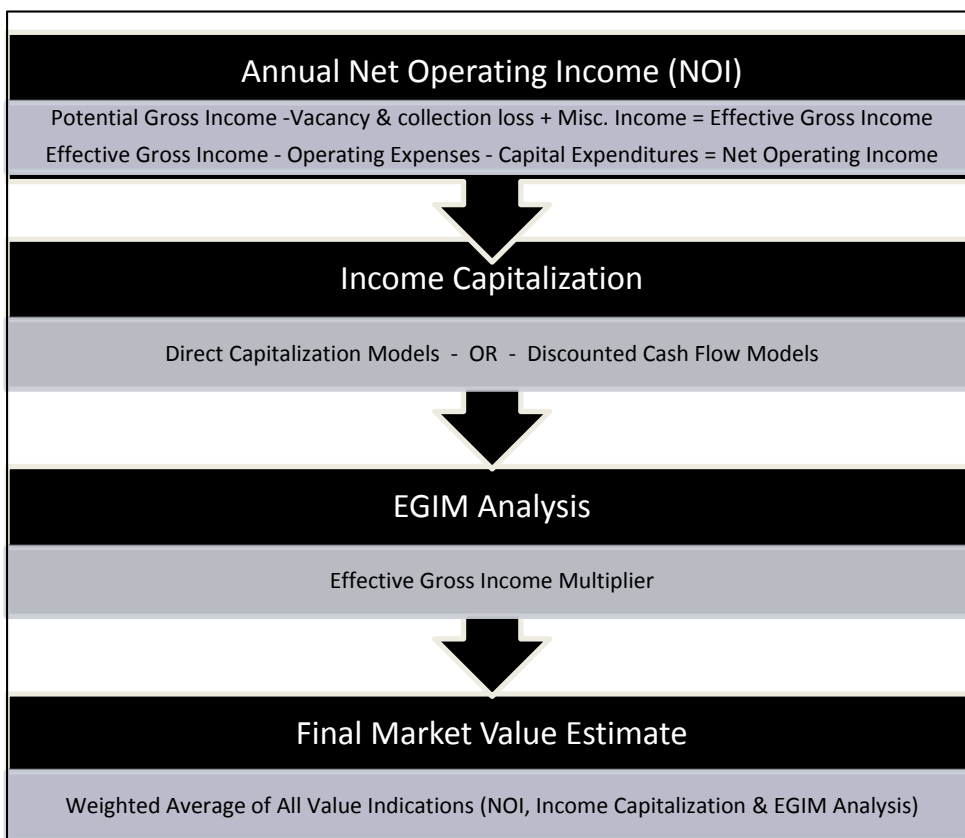 Annual Net Operating Income (NOI)
Potential Gross Income -Vacancy & collection loss + Misc. Income = Effective Gross Income
Effective Gross Income - Operating Expenses - Capital Expenditures = Net Operating Income
Income Capitalization
Direct Capitalization Models - OR - Discounted Cash Flow Models
EGIM Analysis
Effective Gross Income Multiplier
Final Market Value Estimate
Weighted Average of All Value Indications (NOI, Income Capitalization & EGIM Analysis)